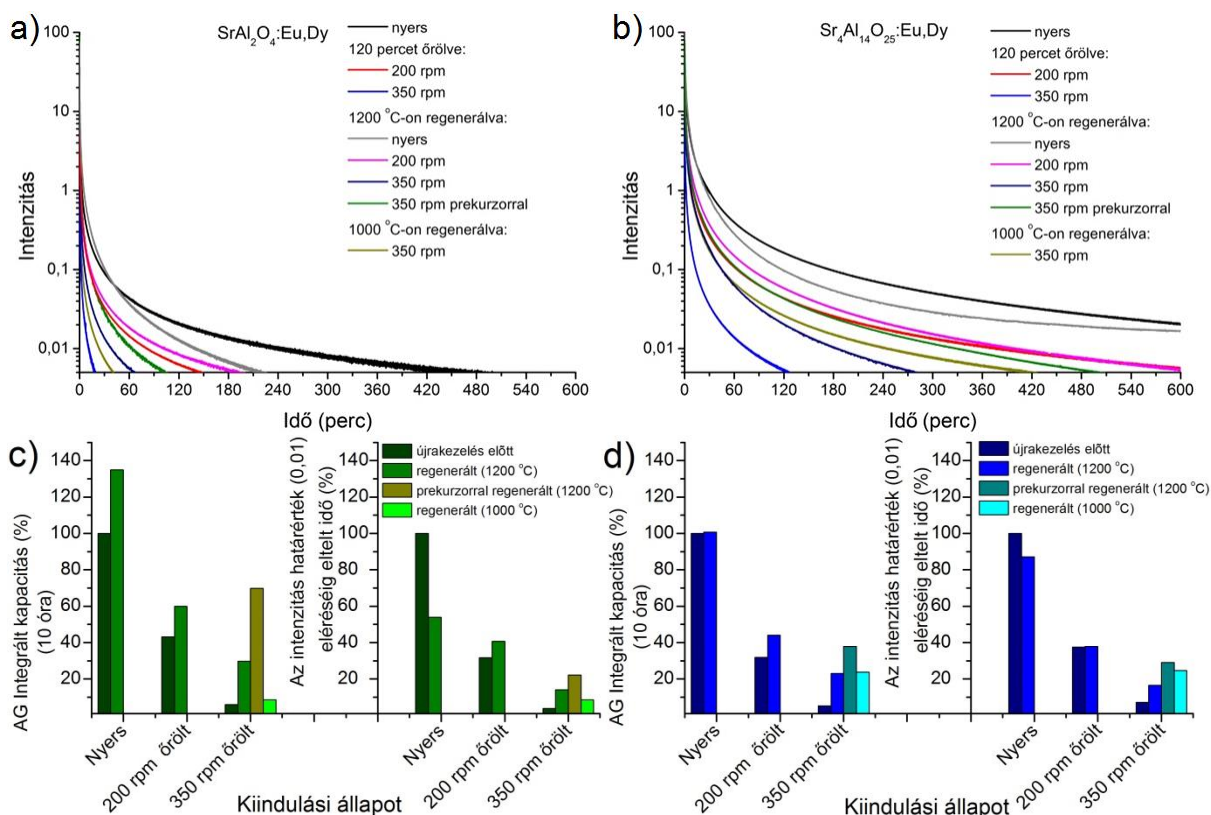 a)
SrAl2O4:Eu,Dy
nyers
120 percet őrölve:
200 rpm
350 rpm
1200 °C-on regenerálva:
nyers
200 rpm
350 rpm
350 rpm prekurzorral
1000 °C-on regenerálva:
350 rpm
100
10
1
0,1
0,01
Intenzitás
0 60 120 180 240 300 360 420 480 540 600
Idő (perc)
b)
Sr4Al14O25:Eu,Dy
nyers
120 percet őrölve:
200 rpm
350 rpm
1200 °C-on regenerálva:
nyers
200 rpm
350 rpm
350 rpm prekurzorral
1000 °C-on regenerálva:
350 rpm
100
10
1
0,1
0,01
Intenzitás
0 60 120 180 240 300 360 420 480 540 600
Idő (perc)
c)
AG Integrált kapacitás (%)
(10 óra)
140
120
100
80
60
40
20
Nyers
200 rpm őrölt
350 rpm őrölt
Az intenzitás határérték (0,01)
eléréséig eltelt idő (%)
140
120
100
80
60
40
20
újrakezelés előtt
regenerált (1200 °C)
prekurzorral regenerált (1200 °C)
regenerált (1000 °C)
Nyers
200 rpm őrölt
350 rpm őrölt
Kiindulási állapot
d)
AG Integrált kapacitás (%)
(10 óra)
140
120
100
80
60
40
20
Nyers
200 rpm őrölt
350 rpm őrölt
Az intenzitás határérték (0,01)
eléréséig eltelt idő (%)
140
120
100
80
60
40
20
újrakezelés előtt
regenerált (1200 °C)
prekurzorral regenerált (1200 °C)
regenerált (1000 °C)
Nyers
200 rpm őrölt
350 rpm őrölt
Kiindulási állapot